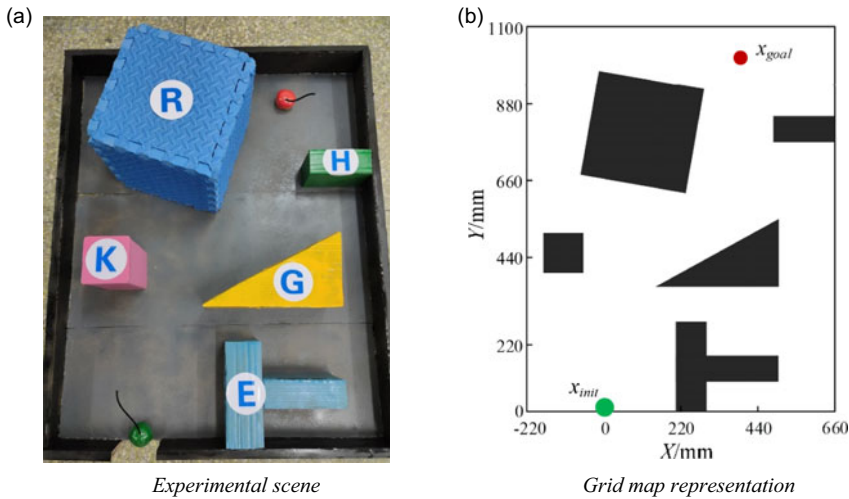 (a)
R
H
K
G
E
Experimental scene
(b)
1100
880
660
440
220
0
Y/mm
-220 0 220 440 660
X/mm
x_goal
x_init
Grid map representation